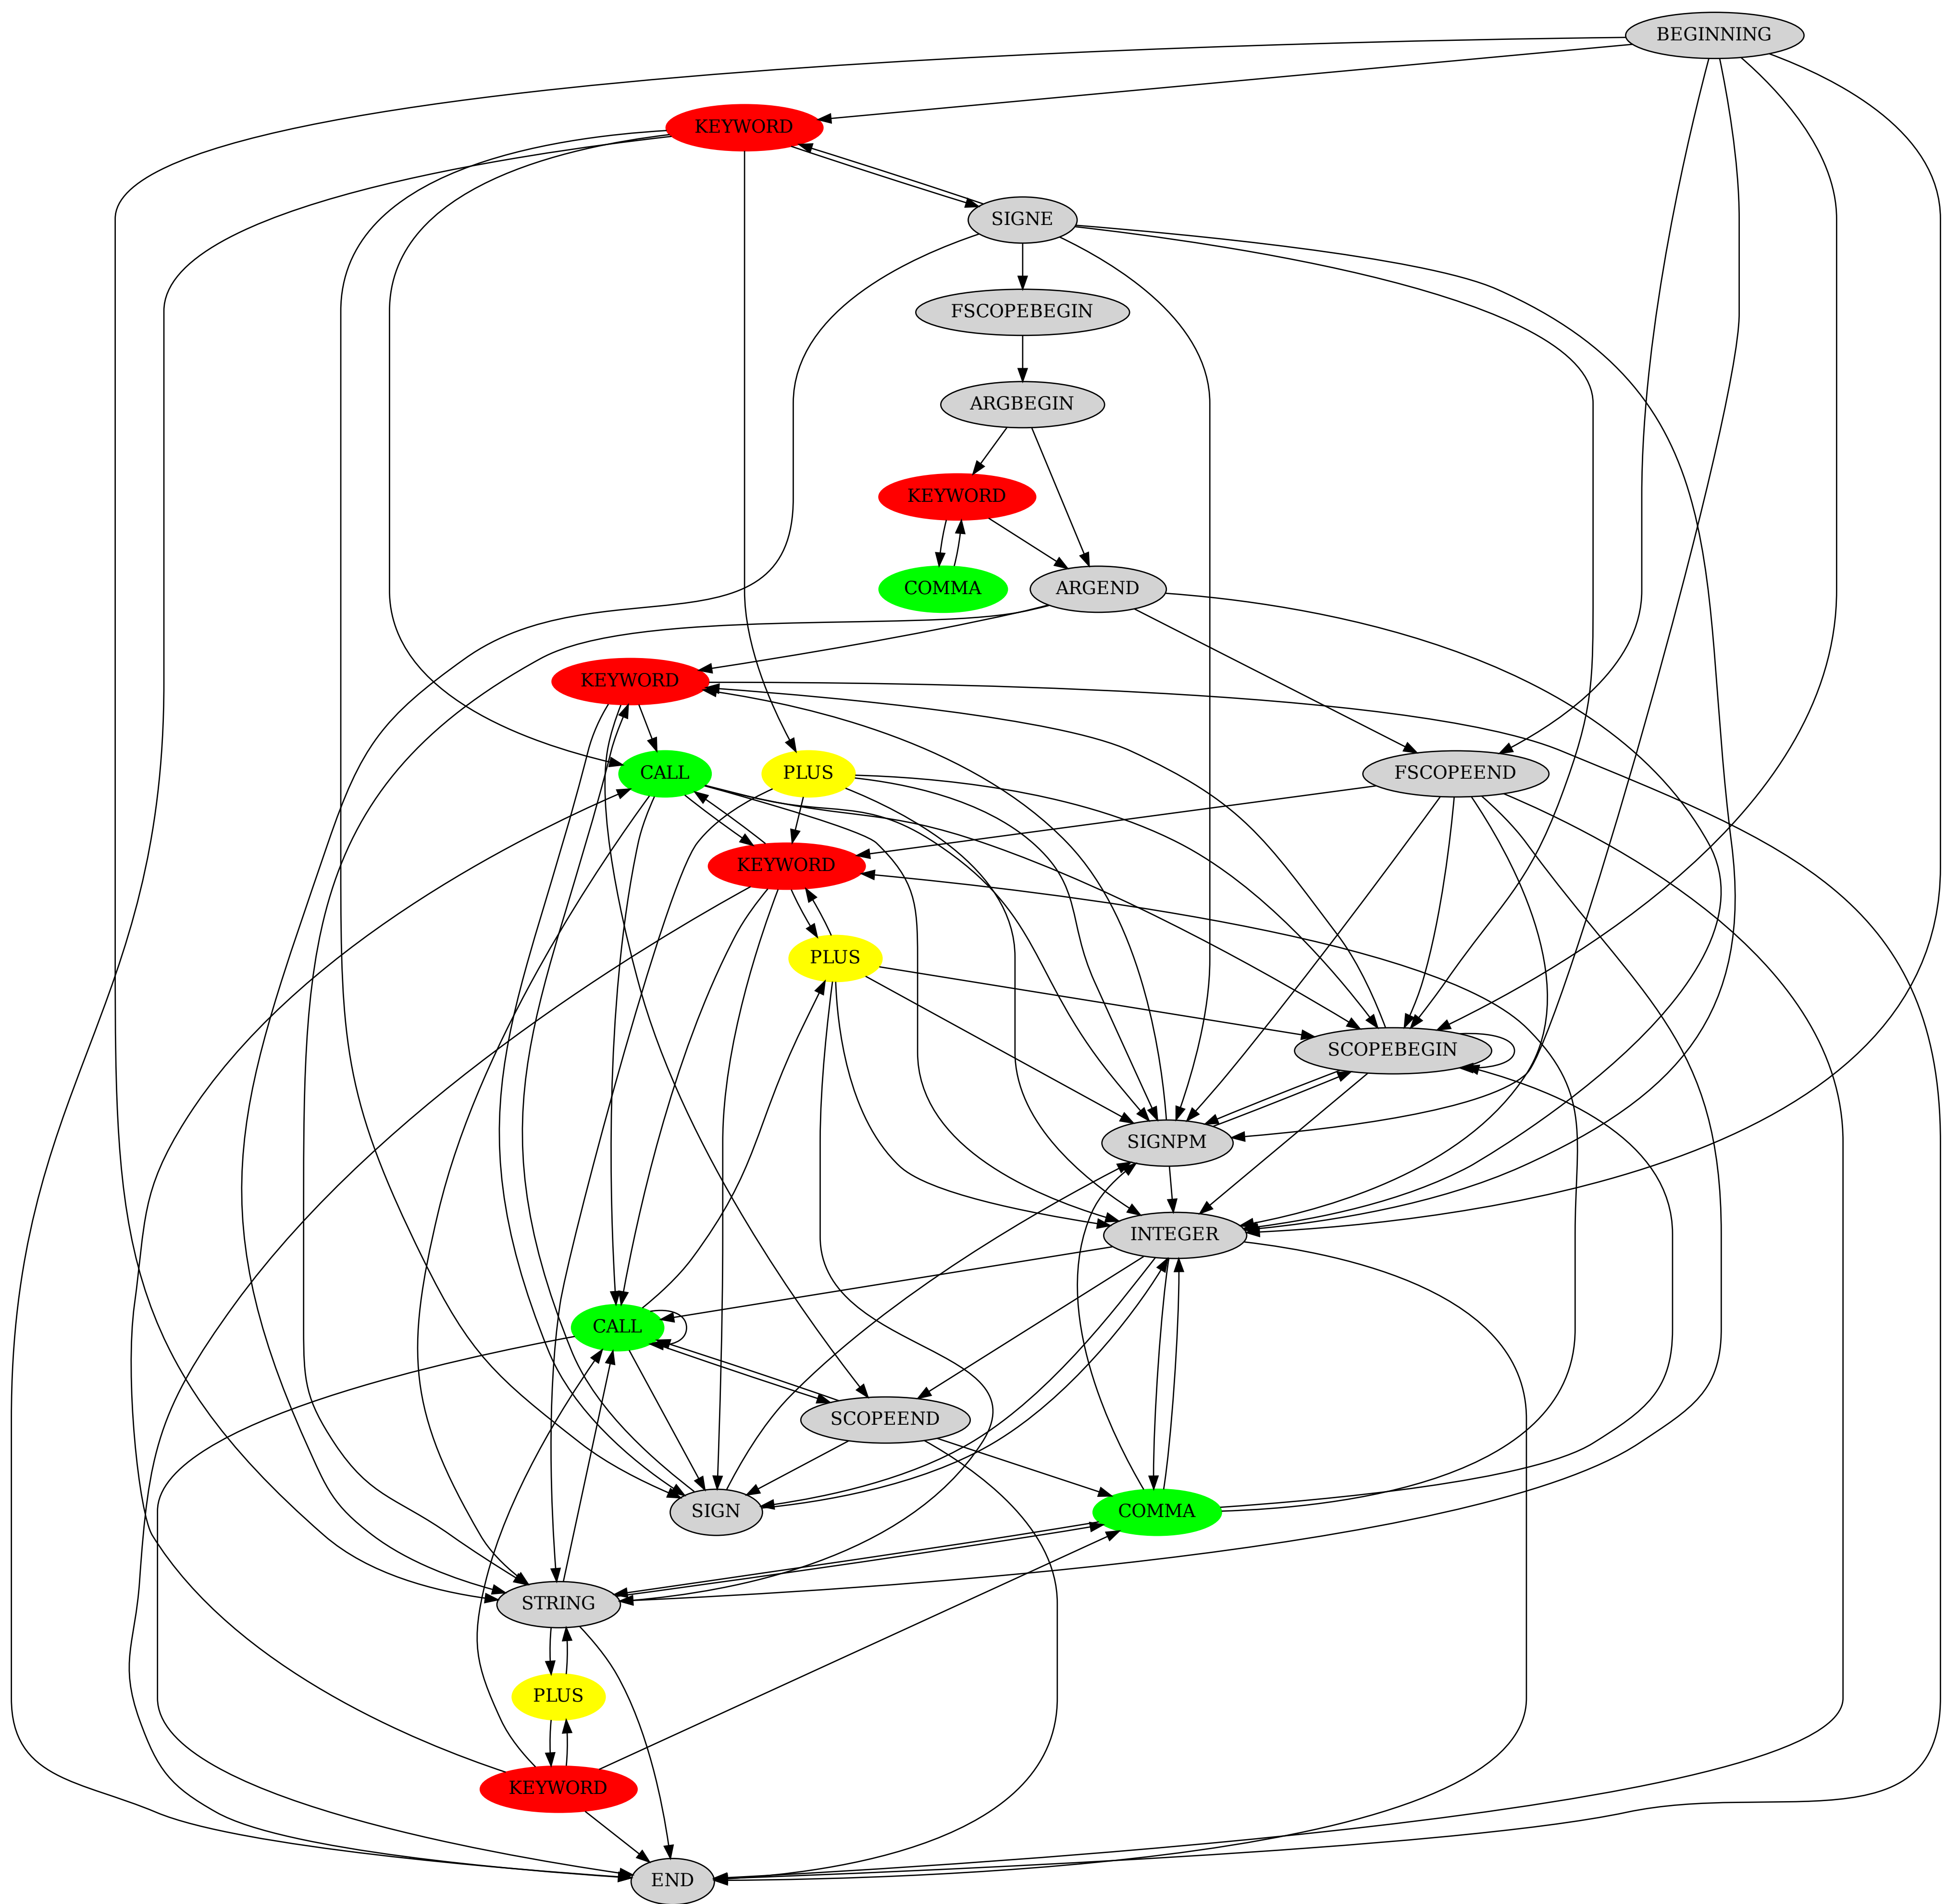 BEGINNING
KEYWORD
SIGNE
FSCOPEBEGIN
ARGBEGIN
KEYWORD
COMMA
ARGEND
KEYWORD
CALL
PLUS
FSCOPEEND
KEYWORD
PLUS
SCOPEBEGIN
SIGNPM
INTEGER
CALL
SCOPEEND
SIGN
COMMA
STRING
PLUS
KEYWORD
END